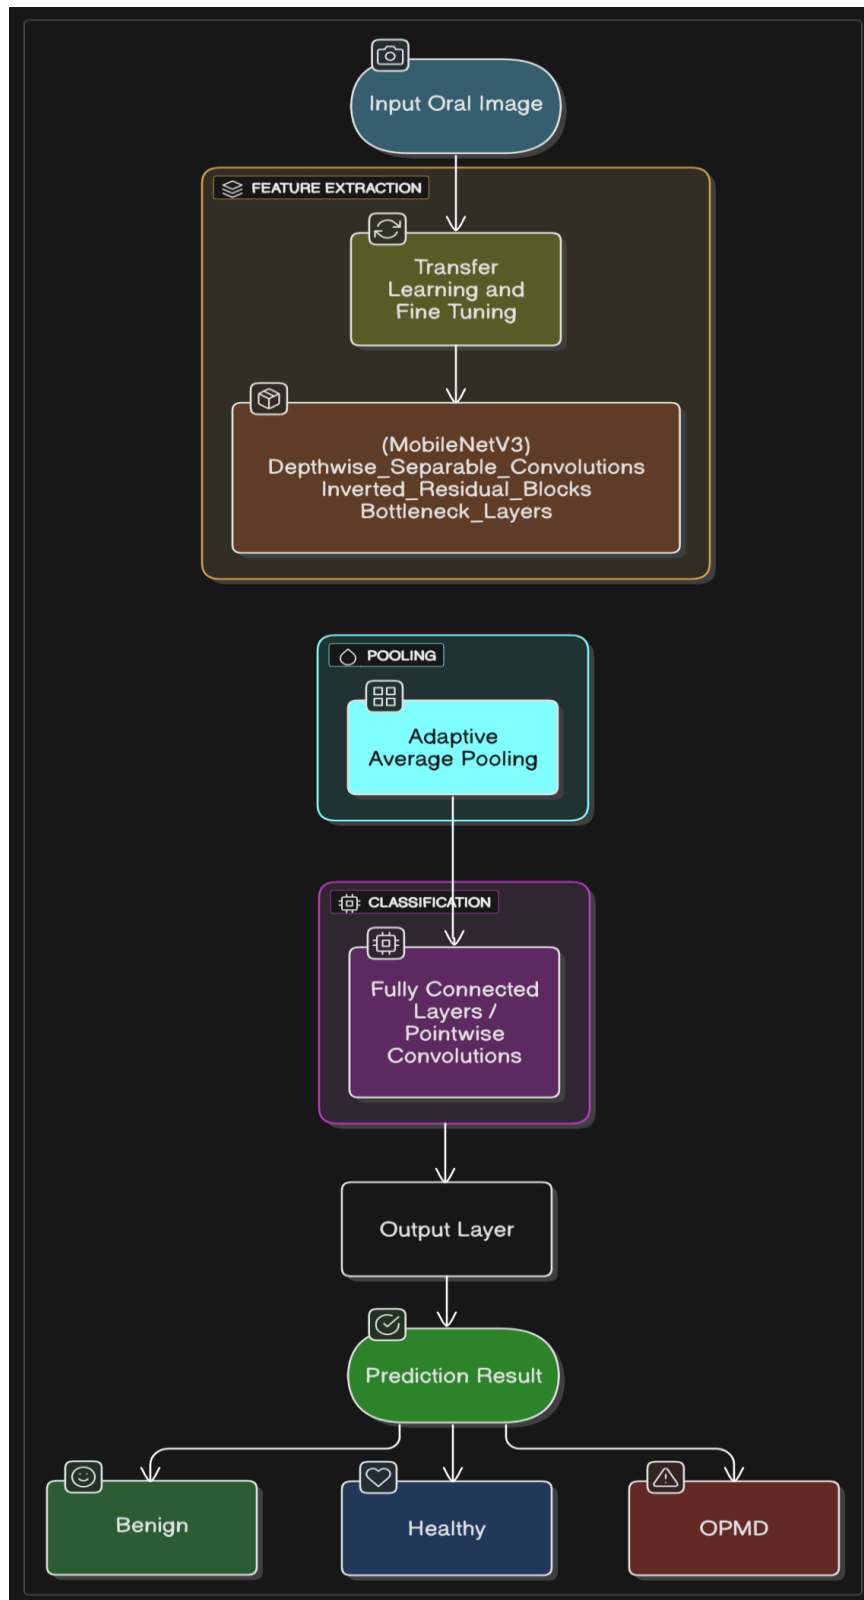 Input Oral Image
FEATURE EXTRACTION
Transfer
Learning and
Fine Tuning
(MobileNetV3)
Depthwise_Separable_Convolutions
Inverted_Residual_Blocks
Bottleneck_Layers
POOLING
Adaptive
Average Pooling
CLASSIFICATION
Fully Connected
Layers /
Pointwise
Convolutions
Output Layer
Prediction Result
Benign
Healthy
OPMD